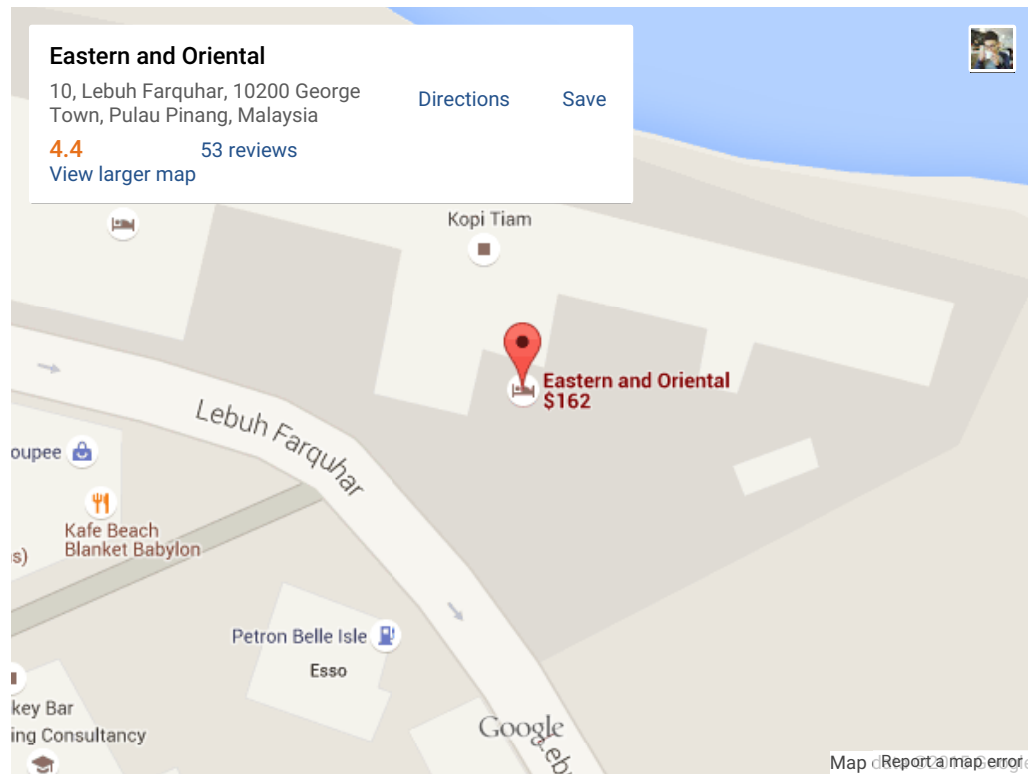 Eastern and Oriental
10, Lebuh Farquhar, 10200 George
Town, Pulau Pinang, Malaysia
Directions
Save
4.4
53 reviews
View larger map
Kopi Tiam
Eastern and Oriental
$162
Lebuh Farquhar
oupee
Kafe Beach
Blanket Babylon
s)
Petron Belle Isle
Esso
key Bar
ing Consultancy
Google
Leb
Map
Report a map error